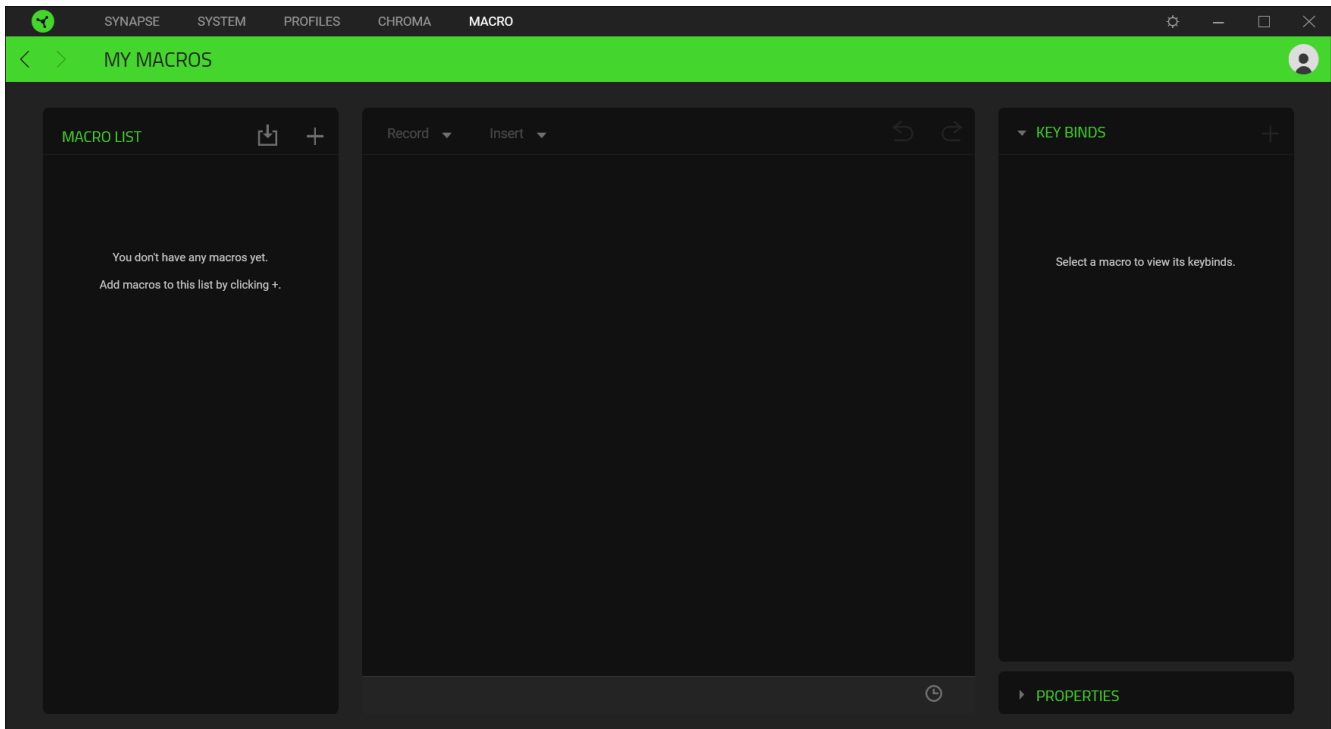 SYNAPSE SYSTEM PROFILES CHROMA MACRO
MY MACROS
MACRO LIST
Record Insert
KEY BINDS
You don't have any macros yet.
Add macros to this list by clicking +.
Select a macro to view its keybinds.
PROPERTIES